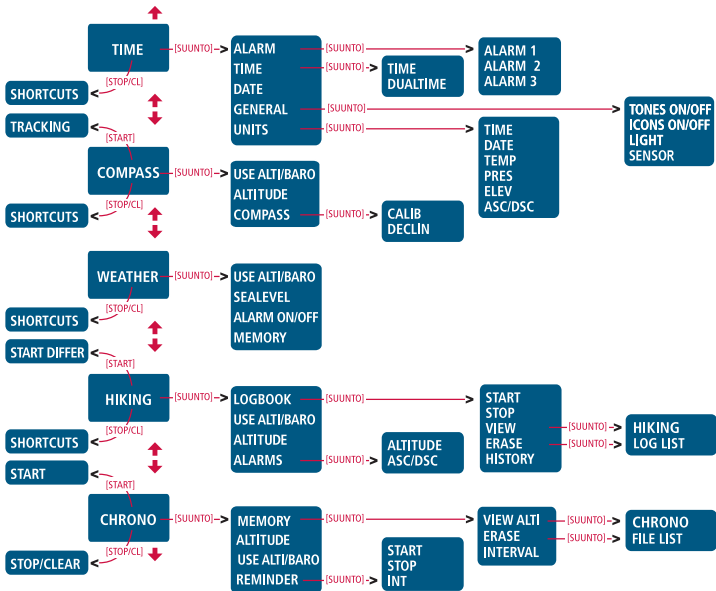 TIME
[SUUNTO]
ALARM
TIME
DATE
GENERAL
UNITS
[SUUNTO]
ALARM 1
ALARM 2
ALARM 3
[SUUNTO]
TIME
DUALTIME
TONES ON/OFF
ICONS ON/OFF
LIGHT
SENSOR
TIME
DATE
TEMP
PRES
ELEV
ASC/DSC
[STOP/CL]
SHORTCUTS
TRACKING
[START]
COMPASS
[SUUNTO]
USE ALTI/BARO
ALTITUDE
COMPASS
[SUUNTO]
CALIB
DECLIN
[STOP/CL]
SHORTCUTS
WEATHER
[SUUNTO]
USE ALTI/BARO
SEALEVEL
ALARM ON/OFF
MEMORY
[STOP/CL]
SHORTCUTS
START DIFFER
[START]
HIKING
[SUUNTO]
LOGBOOK
USE ALTI/BARO
ALTITUDE
ALARMS
[SUUNTO]
START
STOP
VIEW
ERASE
HISTORY
[SUUNTO]
[SUUNTO]
HIKING
LOG LIST
[SUUNTO]
ALTITUDE
ASC/DSC
[STOP/CL]
SHORTCUTS
START
[START]
CHRONO
[SUUNTO]
MEMORY
ALTITUDE
USE ALTI/BARO
REMINDER
[SUUNTO]
VIEW ALTI
ERASE
INTERVAL
[SUUNTO]
[SUUNTO]
CHRONO
FILE LIST
[SUUNTO]
START
STOP
INT
[STOP/CL]
STOP/CLEAR